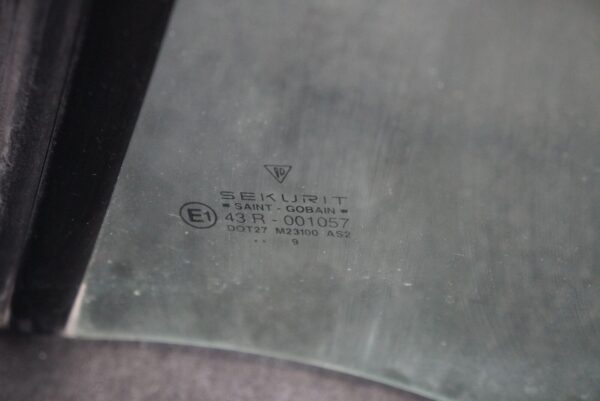 SEKURIT
SAINT - GOBAIN
E1 43 R - 001057
DOT27 M23100 AS2
.. 9